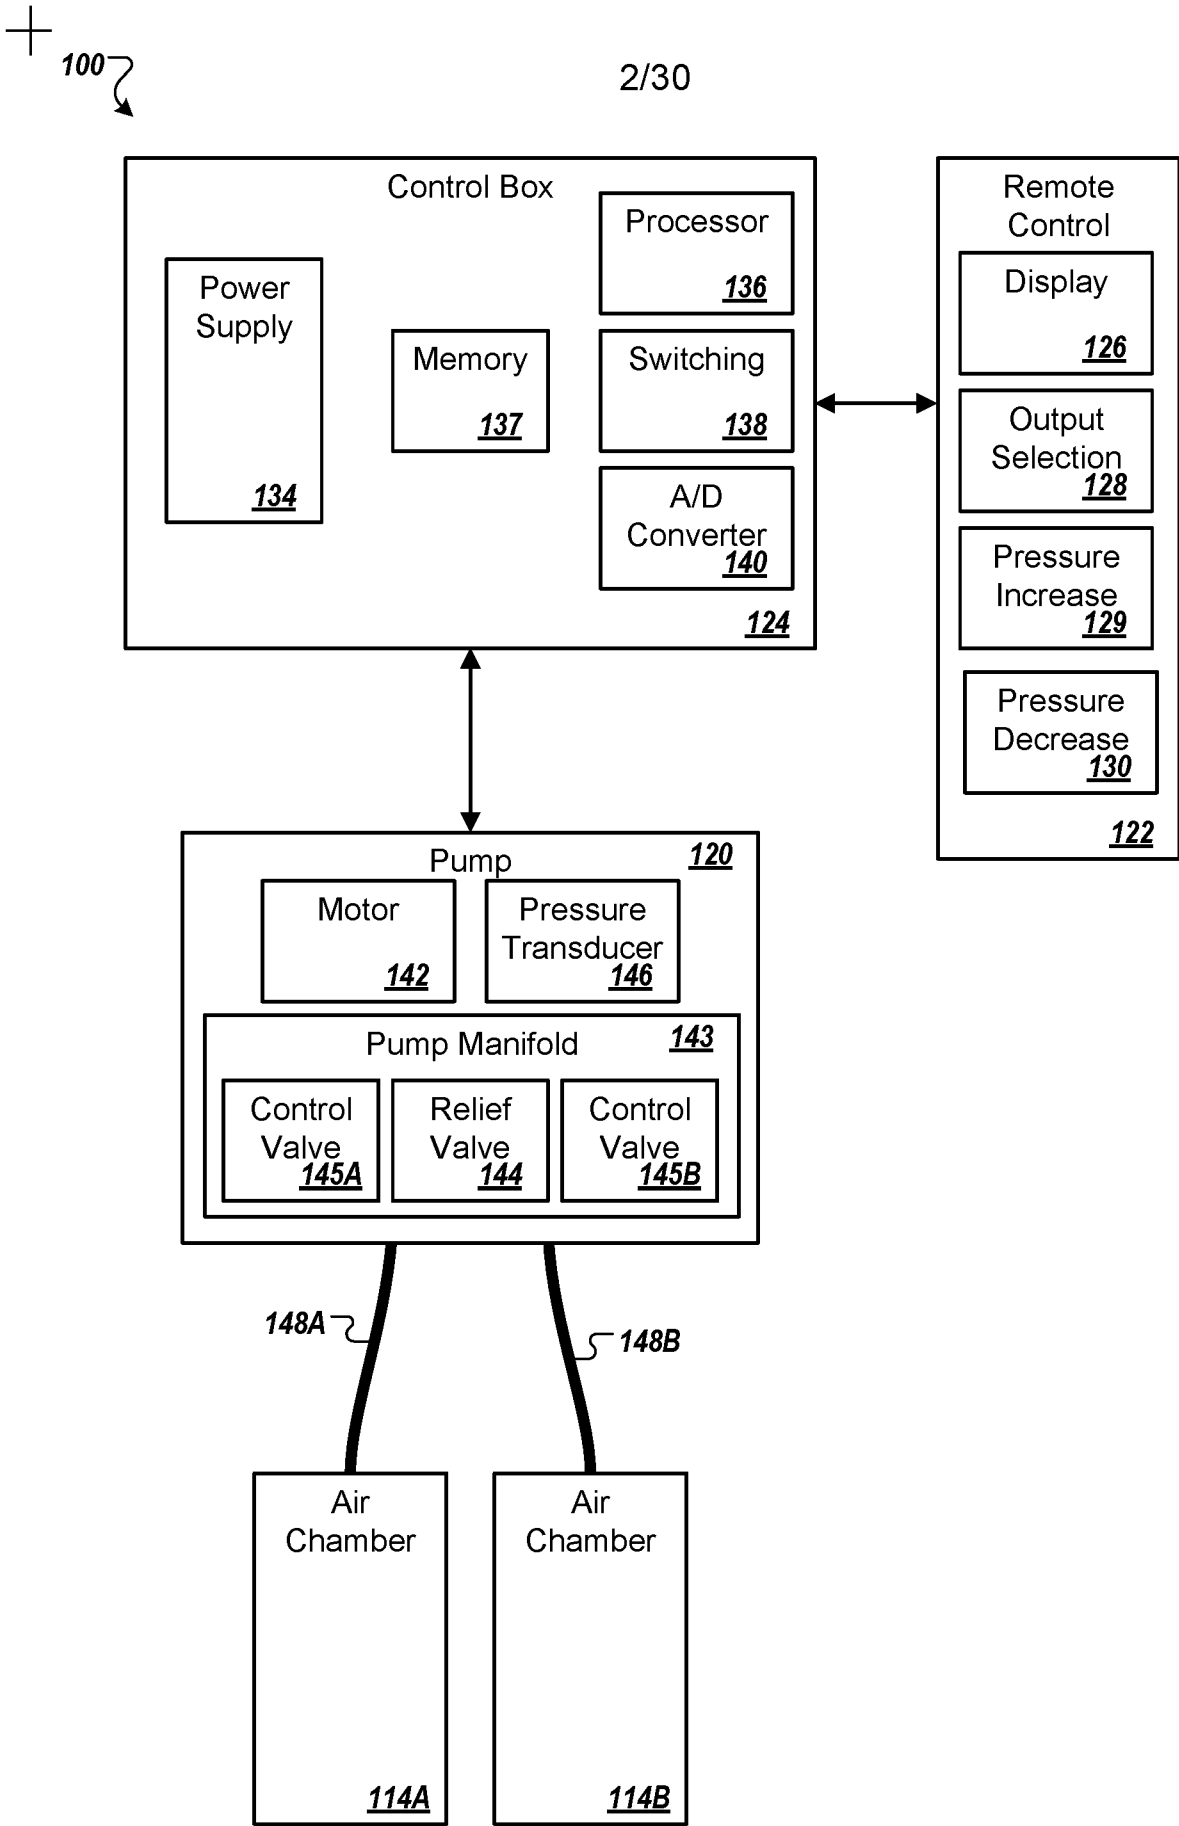 100
2/30
Control Box
Power
Supply
134
Memory
137
Processor
136
Switching
138
A/D
Converter
140
124
Remote
Control
Display
126
Output
Selection
128
Pressure
Increase
129
Pressure
Decrease
130
122
Pump
120
Motor
142
Pressure
Transducer
146
Pump Manifold
143
Control
Valve
145A
Relief
Valve
144
Control
Valve
145B
148A
148B
Air
Chamber
114A
Air
Chamber
114B